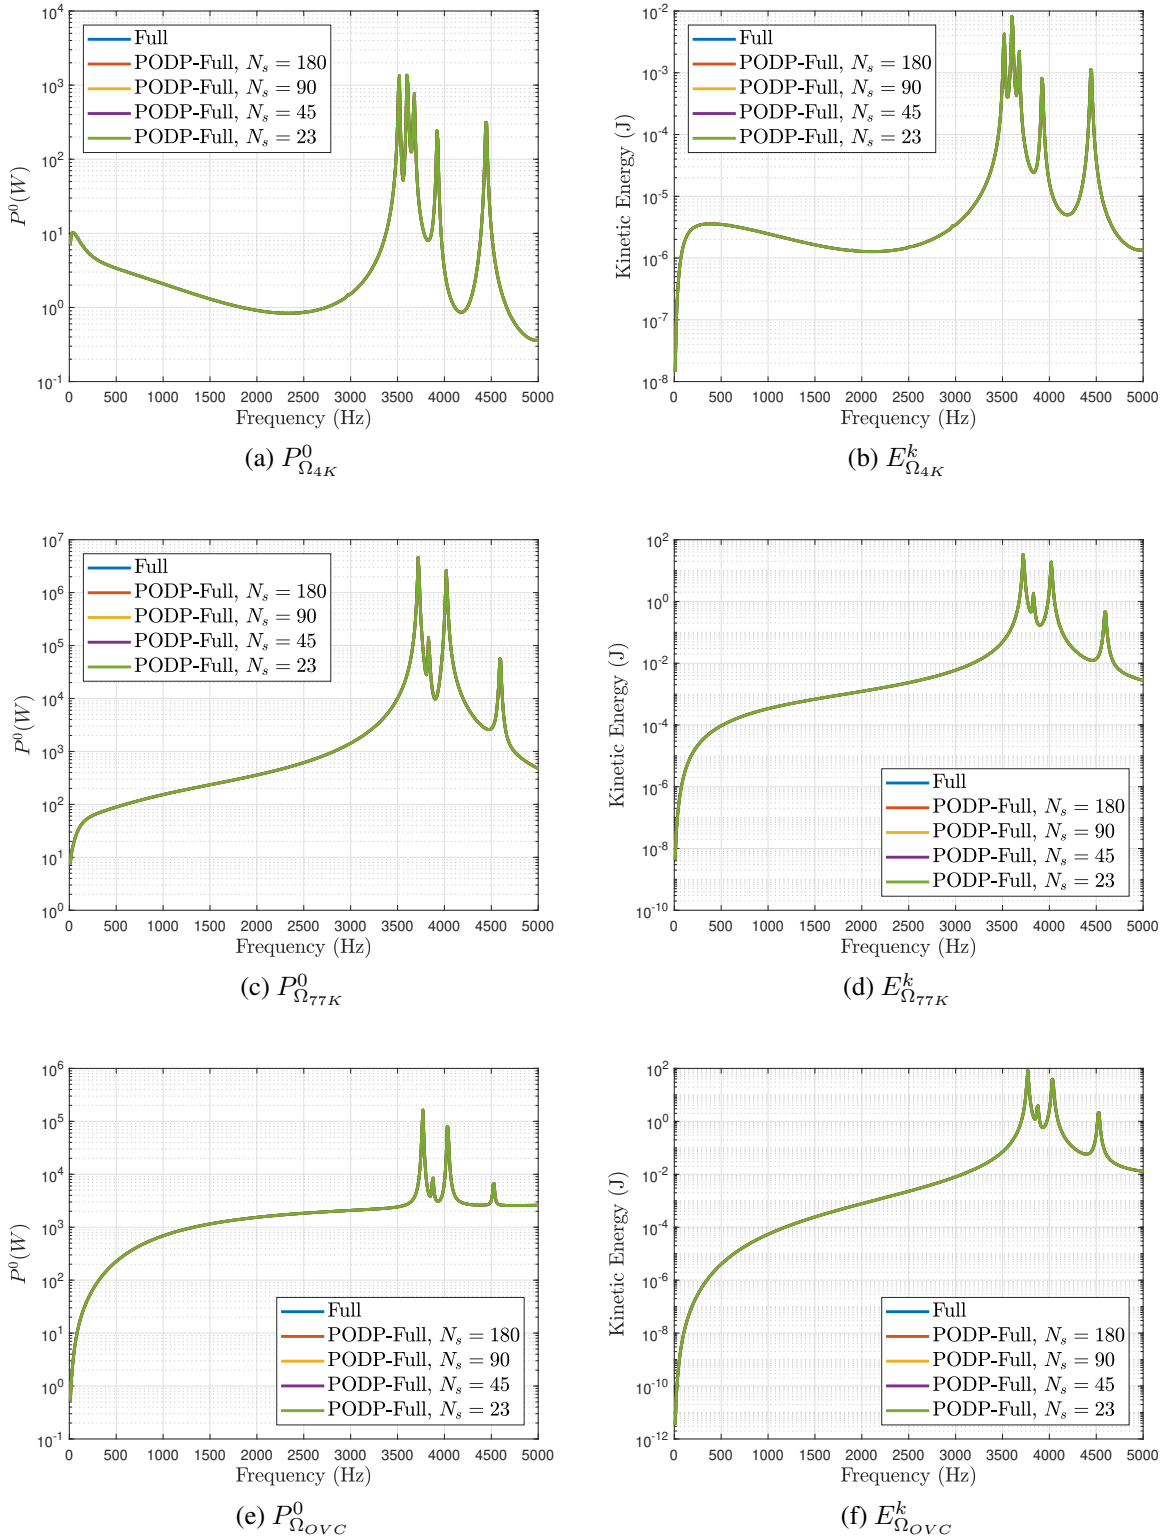 Full
PODP-Full, $N_s = 180$
PODP-Full, $N_s = 90$
PODP-Full, $N_s = 45$
PODP-Full, $N_s = 23$
$P^0(W)$
10^4
10^3
10^2
10^1
10^0
10^-1
0 500 1000 1500 2000 2500 3000 3500 4000 4500 5000
Frequency (Hz)
(a) $P^0_{\Omega_{4K}}$
Full
PODP-Full, $N_s = 180$
PODP-Full, $N_s = 90$
PODP-Full, $N_s = 45$
PODP-Full, $N_s = 23$
Kinetic Energy (J)
10^-2
10^-3
10^-4
10^-5
10^-6
10^-7
10^-8
0 500 1000 1500 2000 2500 3000 3500 4000 4500 5000
Frequency (Hz)
(b) $E^k_{\Omega_{4K}}$
Full
PODP-Full, $N_s = 180$
PODP-Full, $N_s = 90$
PODP-Full, $N_s = 45$
PODP-Full, $N_s = 23$
$P^0(W)$
10^7
10^6
10^5
10^4
10^3
10^2
10^1
10^0
0 500 1000 1500 2000 2500 3000 3500 4000 4500 5000
Frequency (Hz)
(c) $P^0_{\Omega_{77K}}$
Kinetic Energy (J)
10^2
10^0
10^-2
10^-4
10^-6
10^-8
10^-10
Full
PODP-Full, $N_s = 180$
PODP-Full, $N_s = 90$
PODP-Full, $N_s = 45$
PODP-Full, $N_s = 23$
0 500 1000 1500 2000 2500 3000 3500 4000 4500 5000
Frequency (Hz)
(d) $E^k_{\Omega_{77K}}$
$P^0(W)$
10^6
10^5
10^4
10^3
10^2
10^1
10^0
10^-1
Full
PODP-Full, $N_s = 180$
PODP-Full, $N_s = 90$
PODP-Full, $N_s = 45$
PODP-Full, $N_s = 23$
0 500 1000 1500 2000 2500 3000 3500 4000 4500 5000
Frequency (Hz)
(e) $P^0_{\Omega_{OVC}}$
Kinetic Energy (J)
10^2
10^0
10^-2
10^-4
10^-6
10^-8
10^-10
10^-12
Full
PODP-Full, $N_s = 180$
PODP-Full, $N_s = 90$
PODP-Full, $N_s = 45$
PODP-Full, $N_s = 23$
0 500 1000 1500 2000 2500 3000 3500 4000 4500 5000
Frequency (Hz)
(f) $E^k_{\Omega_{OVC}}$